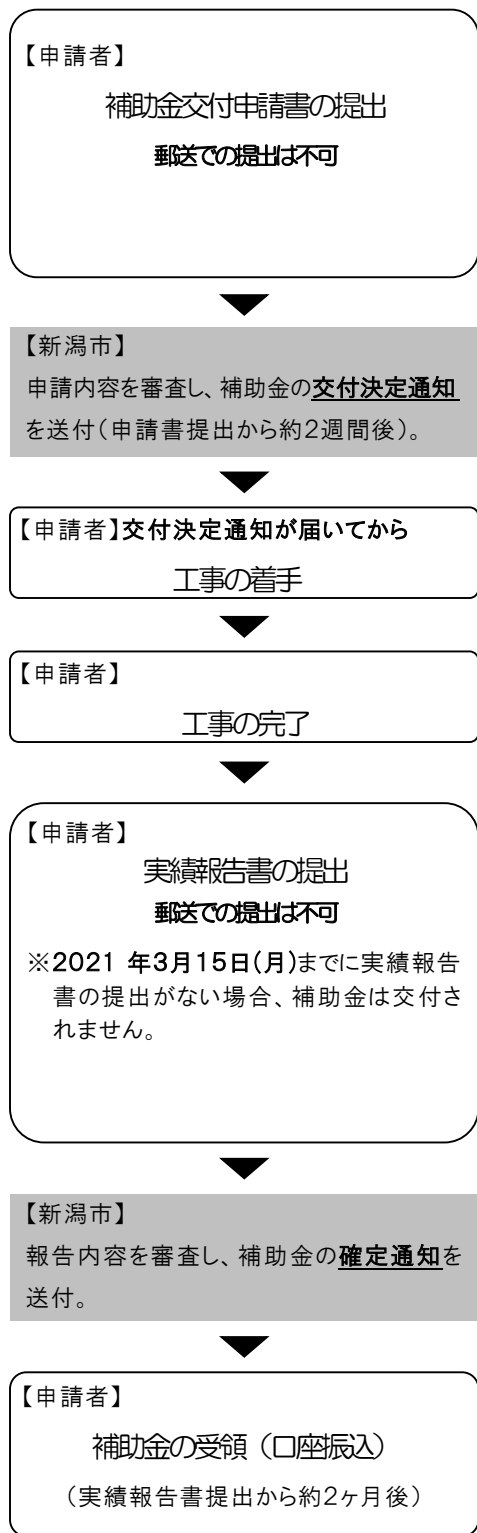 【申請者】
補助金交付申請書の提出
郵送での提出は不可
【新潟市】
申請内容を審査し、補助金の交付決定通知
を送付（申請書提出から約2週間後）。
【申請者】交付決定通知が届いてから
工事の着手
【申請者】
工事の完了
【申請者】
実績報告書の提出
郵送での提出は不可
※2021 年3月15日(月)までに実績報告
書の提出がない場合、補助金は交付さ
れません。
【新潟市】
報告内容を審査し、補助金の確定通知を
送付。
【申請者】
補助金の受領（口座振込）
（実績報告書提出から約2ヶ月後）